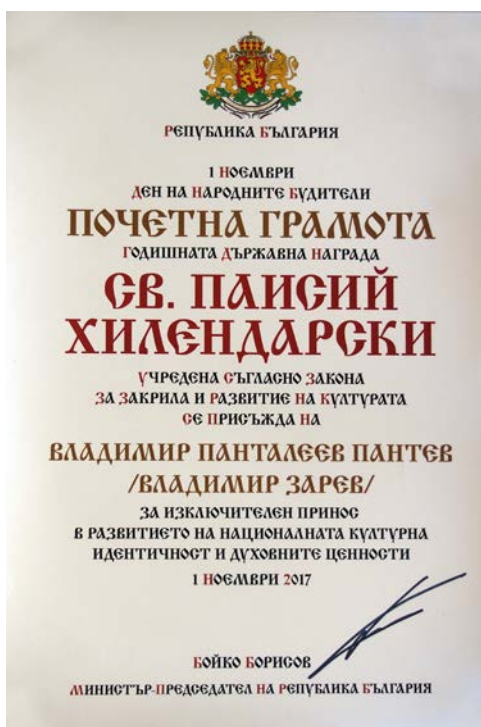 РЕПУБЛИКА БЪЛГАРИЯ
1 НОЕМВРИ
ДЕН НА НАРОДНИТЕ БУДИТЕЛИ
ПОЧЕТНА ГРАМОТА
ГОДИШНАТА ДЪРЖАВНА НАГРАДА
СВ. ПАИСИЙ
ХИЛЕНДАРСКИ
УЧРЕДЕНА СЪГЛАСНО ЗАКОНА
ЗА ЗАКРИЛА И РАЗВИТИЕ НА КУЛТУРАТА
СЕ ПРИСЪЖДА НА
ВЛАДИМИР ПАНТАЛЕЕВ ПАНТЕВ
/ВЛАДИМИР ЗАРЕВ/
ЗА ИЗКЛЮЧИТЕЛЕН ПРИНОС
В РАЗВИТИЕТО НА НАЦИОНАЛНАТА КУЛТУРНА
ИДЕНТИЧНОСТ И ДУХОВНИТЕ ЦЕННОСТИ
1 НОЕМВРИ 2017
БОЙКО БОРИСОВ
МИНИСТЪР-ПРЕДСЕДАТЕЛ НА РЕПУБЛИКА БЪЛГАРИЯ